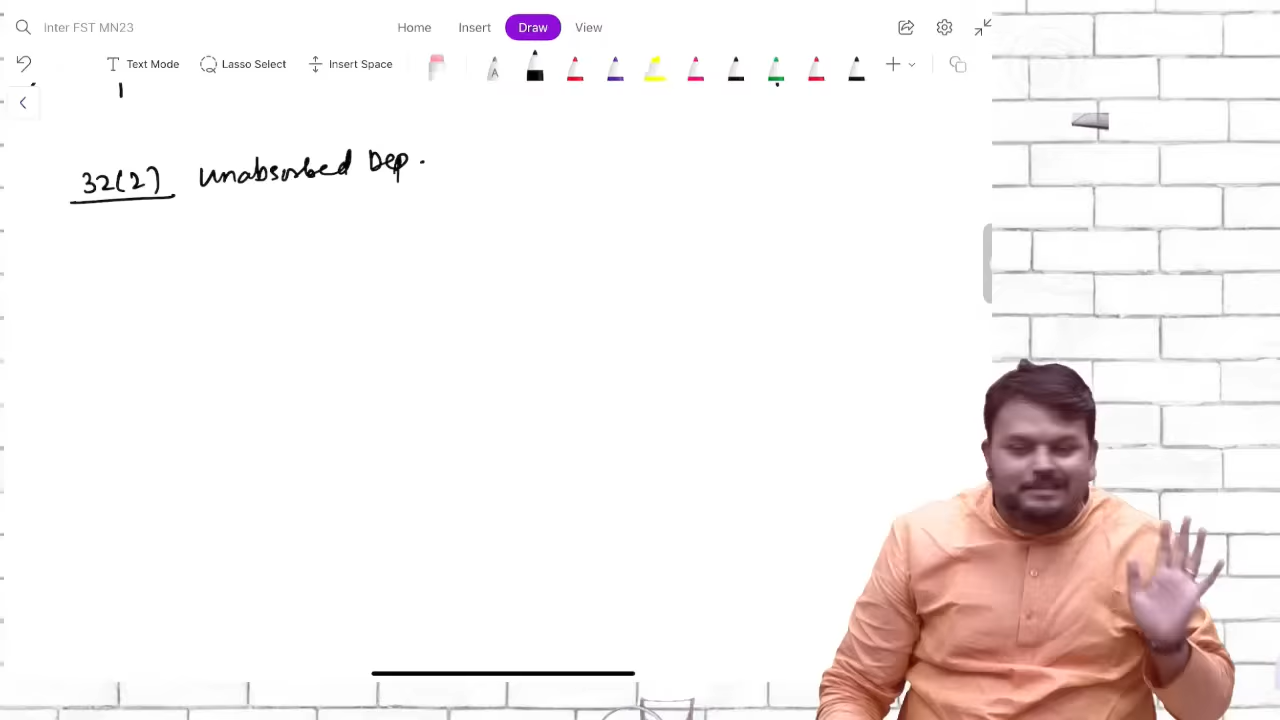 Inter FST MN23
Home Insert Draw View
Text Mode Lasso Select Insert Space
A
32(2) Unabsorbed Dep.